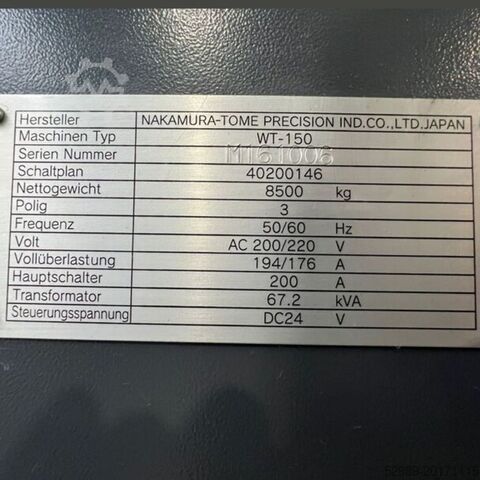 Hersteller NAKAMURA-TOME PRECISION IND.CO.,LTD.JAPAN
Maschinen Typ WT-150
Serien Nummer M161006
Schaltplan 40200146
Nettogewicht 8500 kg
Polig 3
Frequenz 50/60 Hz
Volt AC 200/220 V
Vollüberlastung 194/176 A
Hauptschalter 200 A
Transformator 67.2 kVA
Steuerungsspannung DC24 V